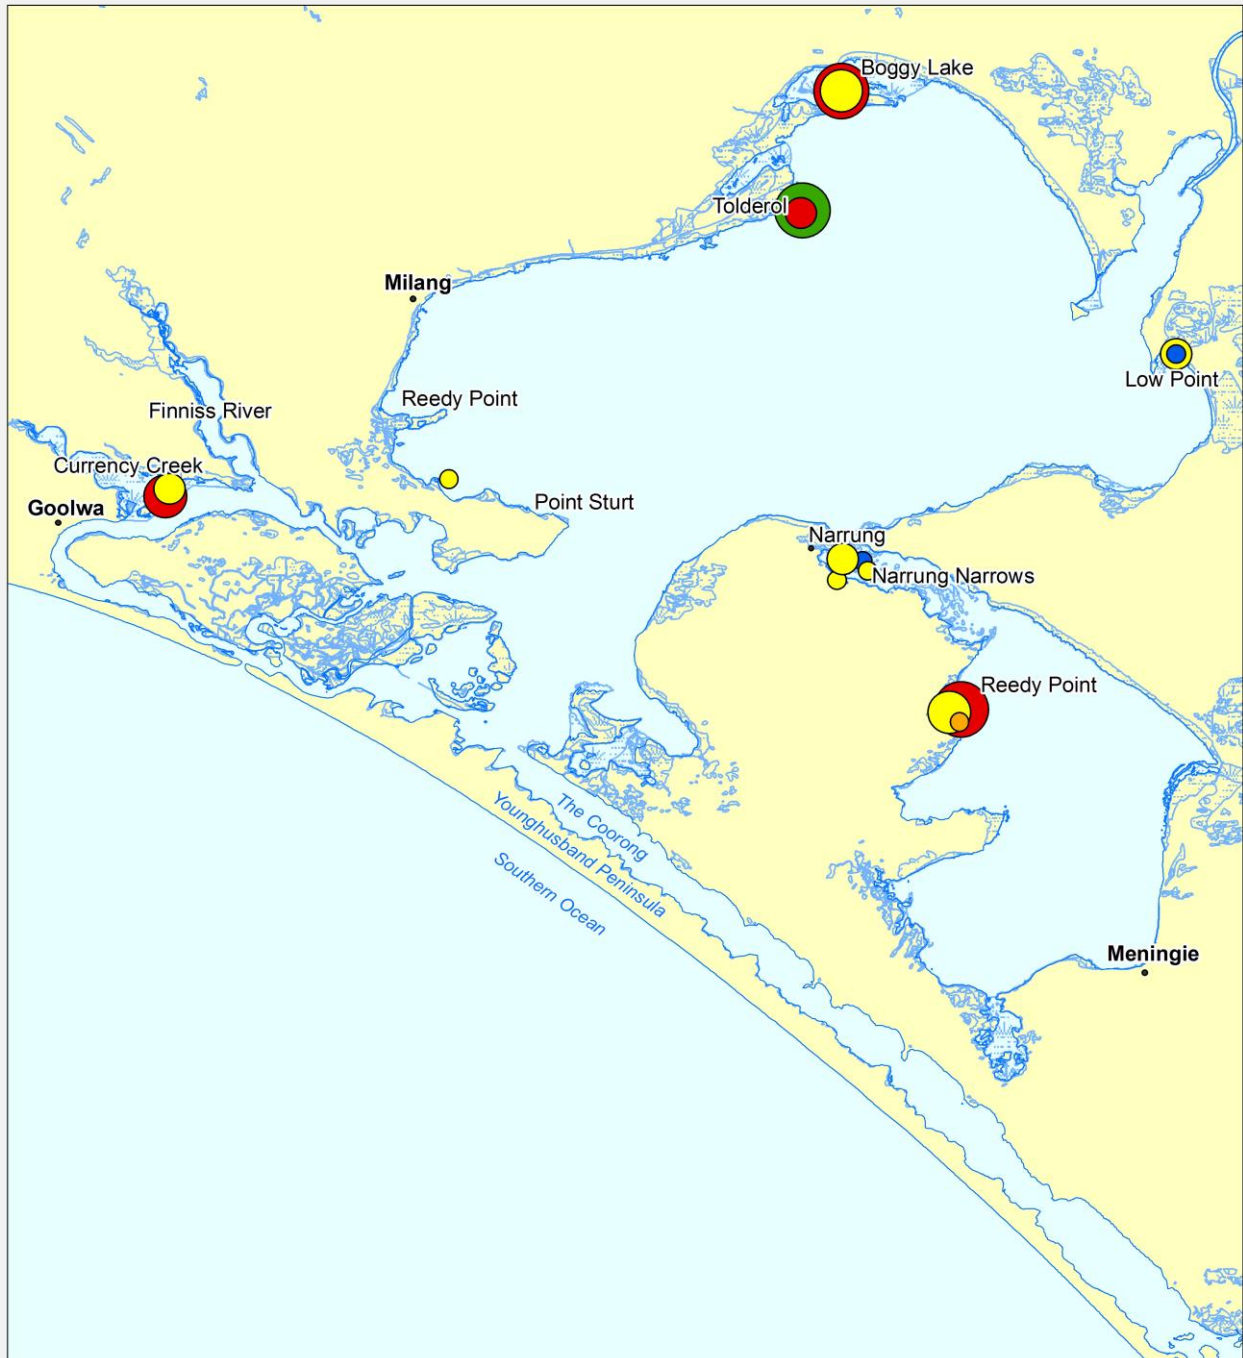 Boggy Lake
Tolderol
Milang
Low Point
Reedy Point
Finniss River
Currency Creek
Goolwa
Point Sturt
Narrung
Narrung Narrows
Reedy Point
The Coorong
Younghusband Peninsula
Southern Ocean
Meningie